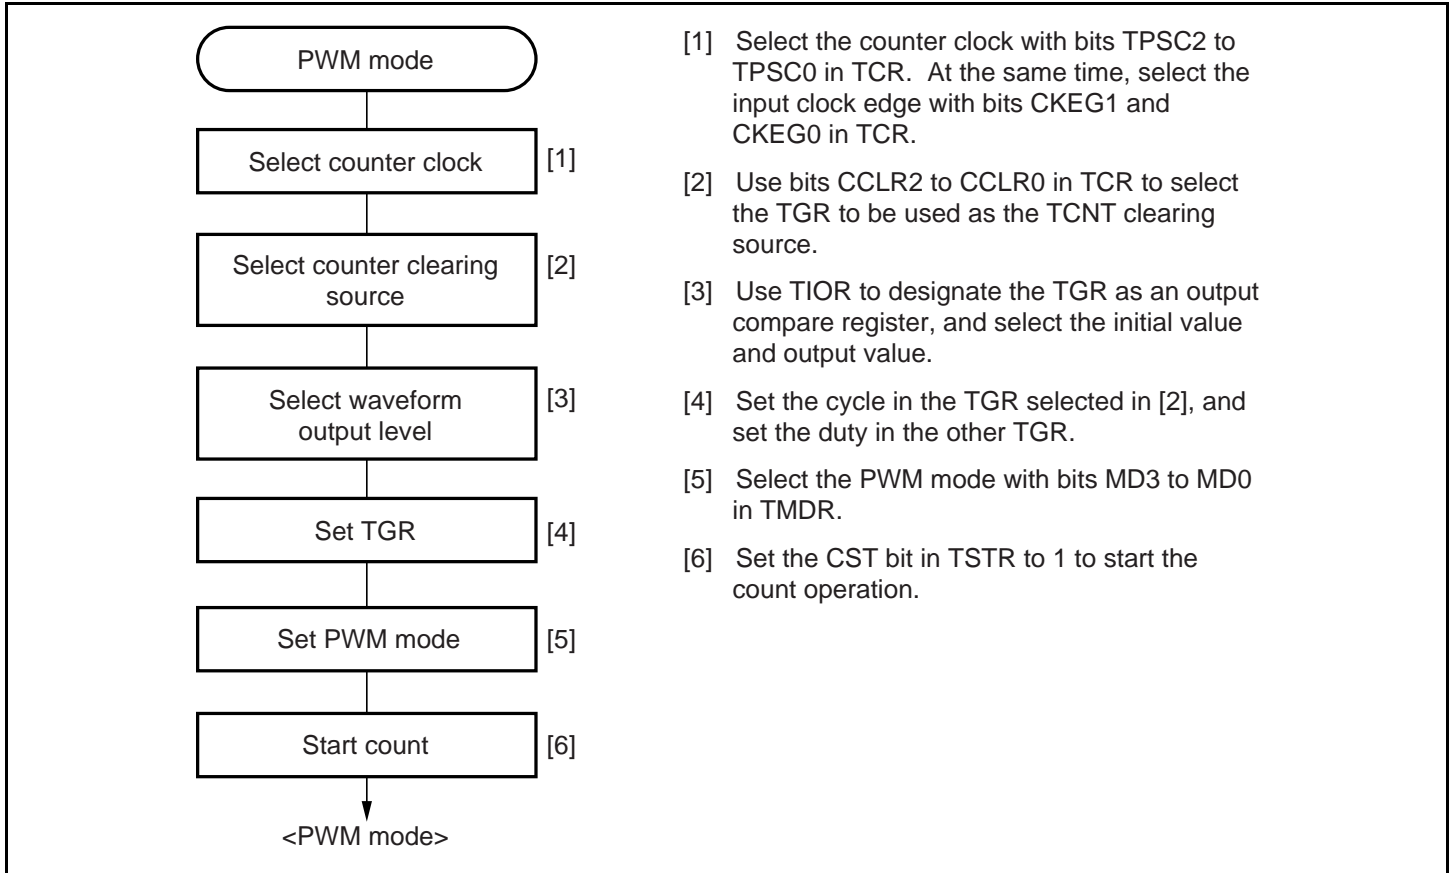 PWM mode
Select counter clock
[1]
Select counter clearing
source
[2]
Select waveform
output level
[3]
Set TGR
[4]
Set PWM mode
[5]
Start count
[6]
<PWM mode>
[1] Select the counter clock with bits TPSC2 to
TPSC0 in TCR. At the same time, select the
input clock edge with bits CKEG1 and
CKEG0 in TCR.
[2] Use bits CCLR2 to CCLR0 in TCR to select
the TGR to be used as the TCNT clearing
source.
[3] Use TIOR to designate the TGR as an output
compare register, and select the initial value
and output value.
[4] Set the cycle in the TGR selected in [2], and
set the duty in the other TGR.
[5] Select the PWM mode with bits MD3 to MD0
in TMDR.
[6] Set the CST bit in TSTR to 1 to start the
count operation.